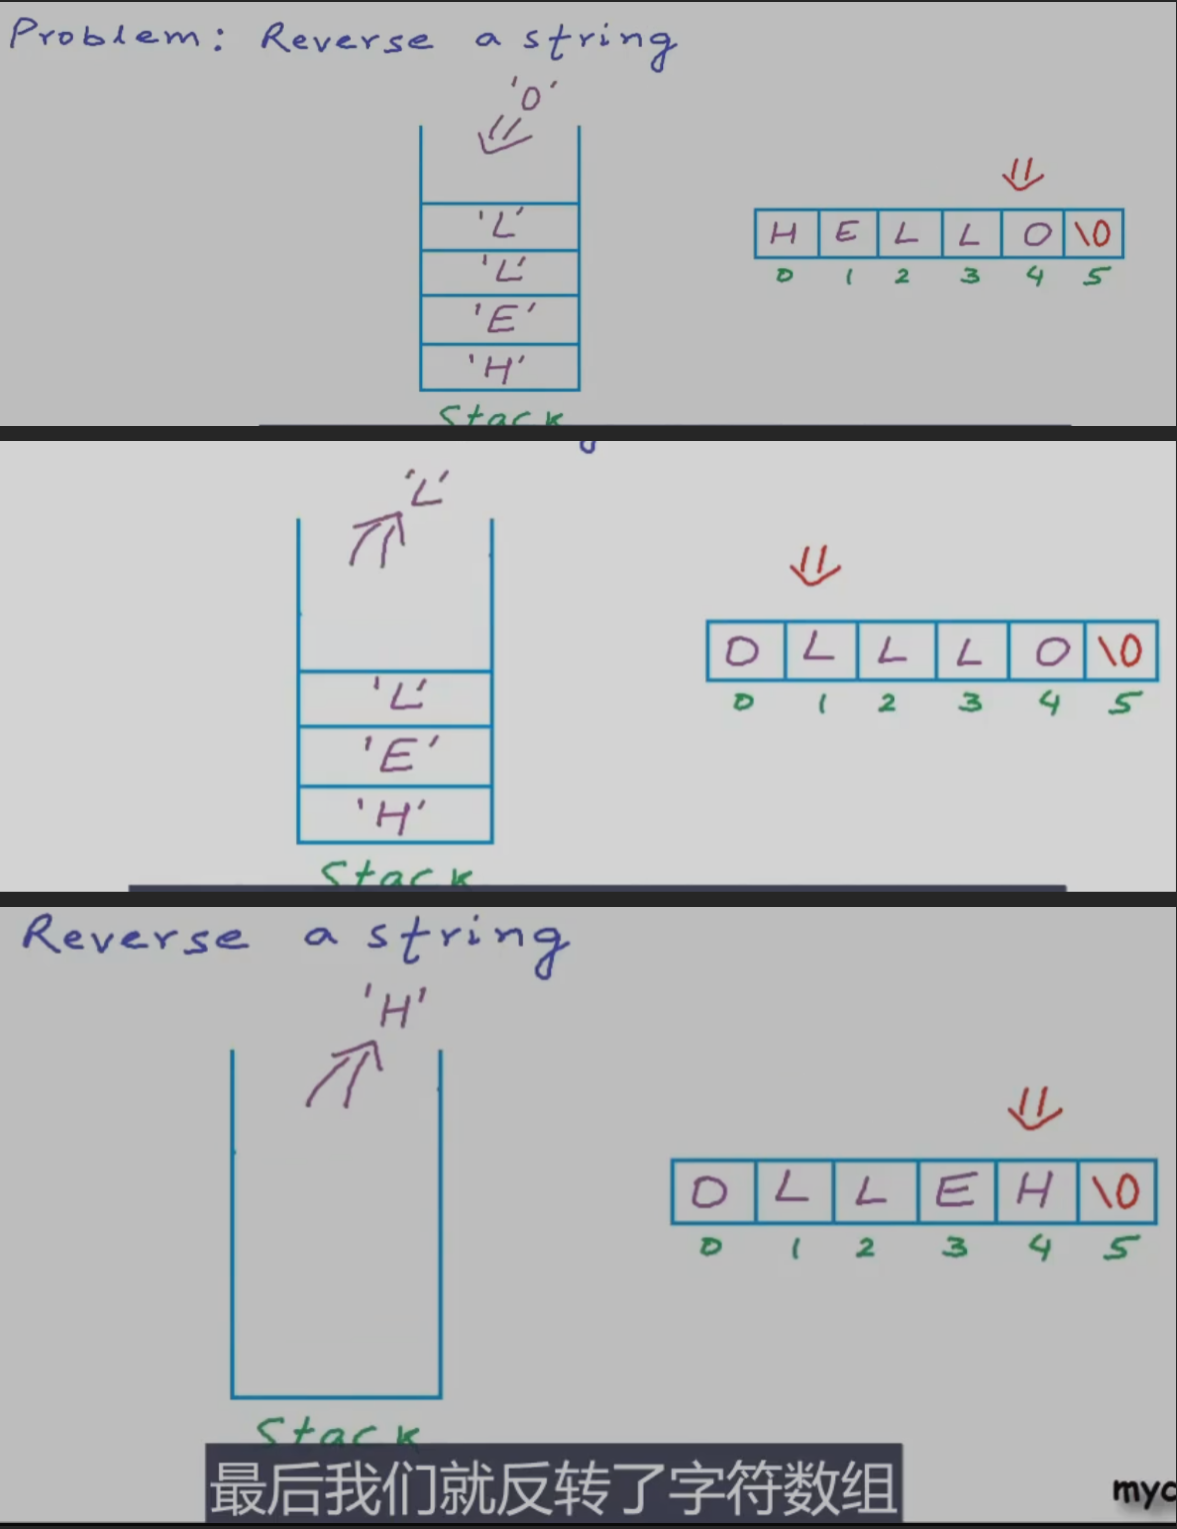 Problem: Reverse a string
'O'
'L'
'L'
'E'
'H'
Stack
H E L L O \0
0 1 2 3 4 5
'L'
'L'
'E'
'H'
Stack
O L L L O \0
0 1 2 3 4 5
Reverse a string
'H'
O L L E H \0
0 1 2 3 4 5
Stack
最后我们就反转了字符数组